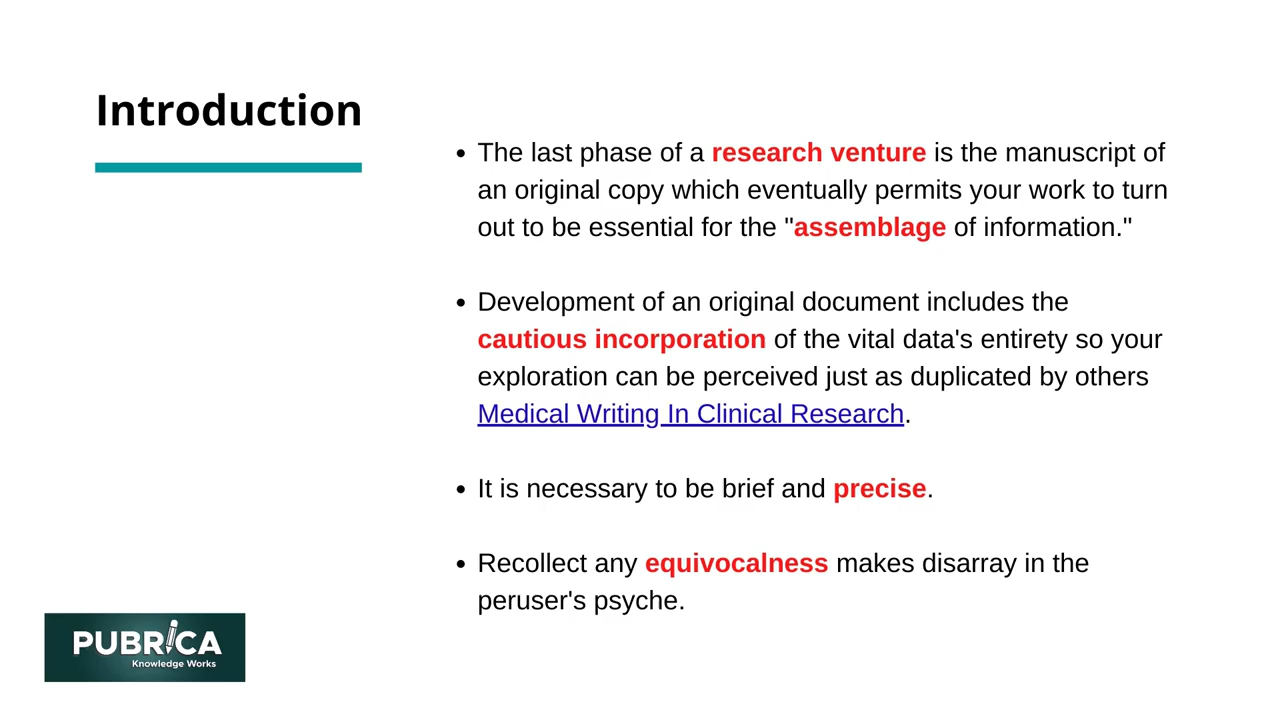 Introduction
• The last phase of a research venture is the manuscript of
an original copy which eventually permits your work to turn
out to be essential for the "assemblage of information."
• Development of an original document includes the
cautious incorporation of the vital data's entirety so your
exploration can be perceived just as duplicated by others
Medical Writing In Clinical Research.
• It is necessary to be brief and precise.
• Recollect any equivocalness makes disarray in the
peruser's psyche.
PUBRICA
Knowledge Works